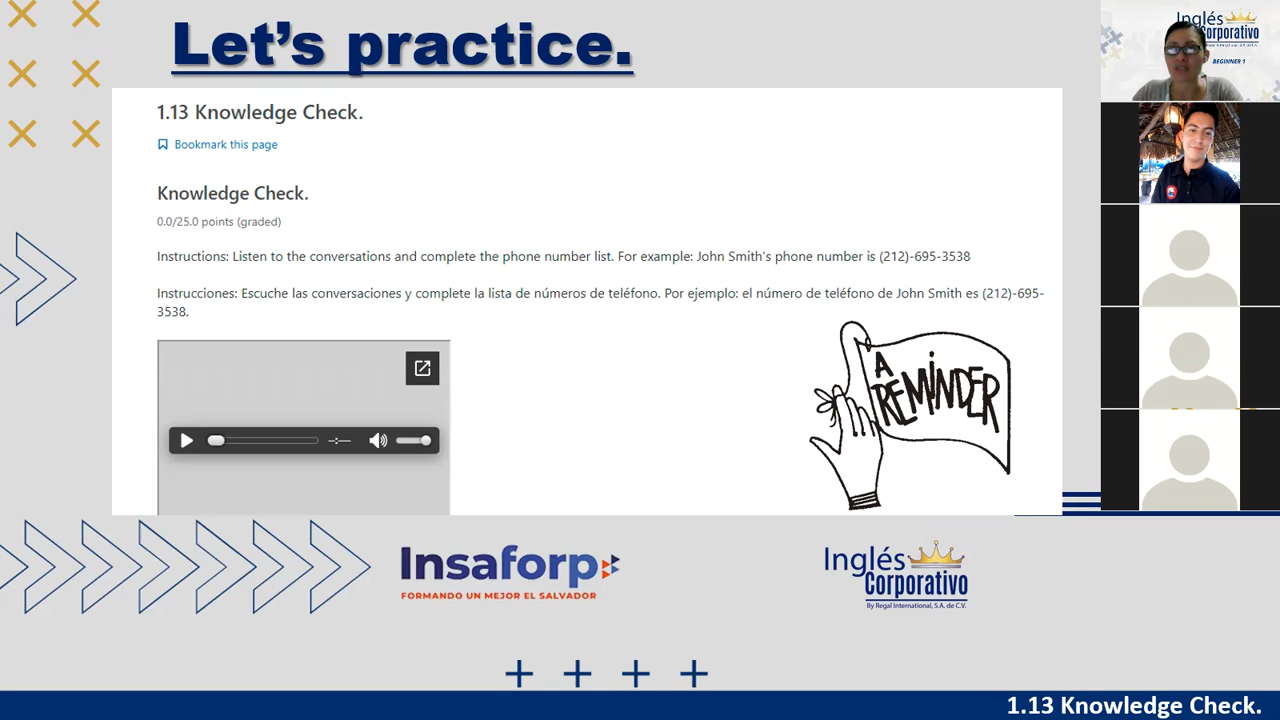 Let's practice.
1.13 Knowledge Check.
Bookmark this page
Knowledge Check.
0.0/25.0 points (graded)
Instructions: Listen to the conversations and complete the phone number list. For example: John Smith's phone number is (212)-695-3538
Instrucciones: Escuche las conversaciones y complete la lista de números de teléfono. Por ejemplo: el número de teléfono de John Smith es (212)-695-
3538.
A
REMINDER
Insaforp
FORMANDO UN MEJOR EL SALVADOR
Inglés
Corporativo
By Regal International, S.A. de C.V.
1.13 Knowledge Check.
Inglés
Corporativo
BEGINNER 1